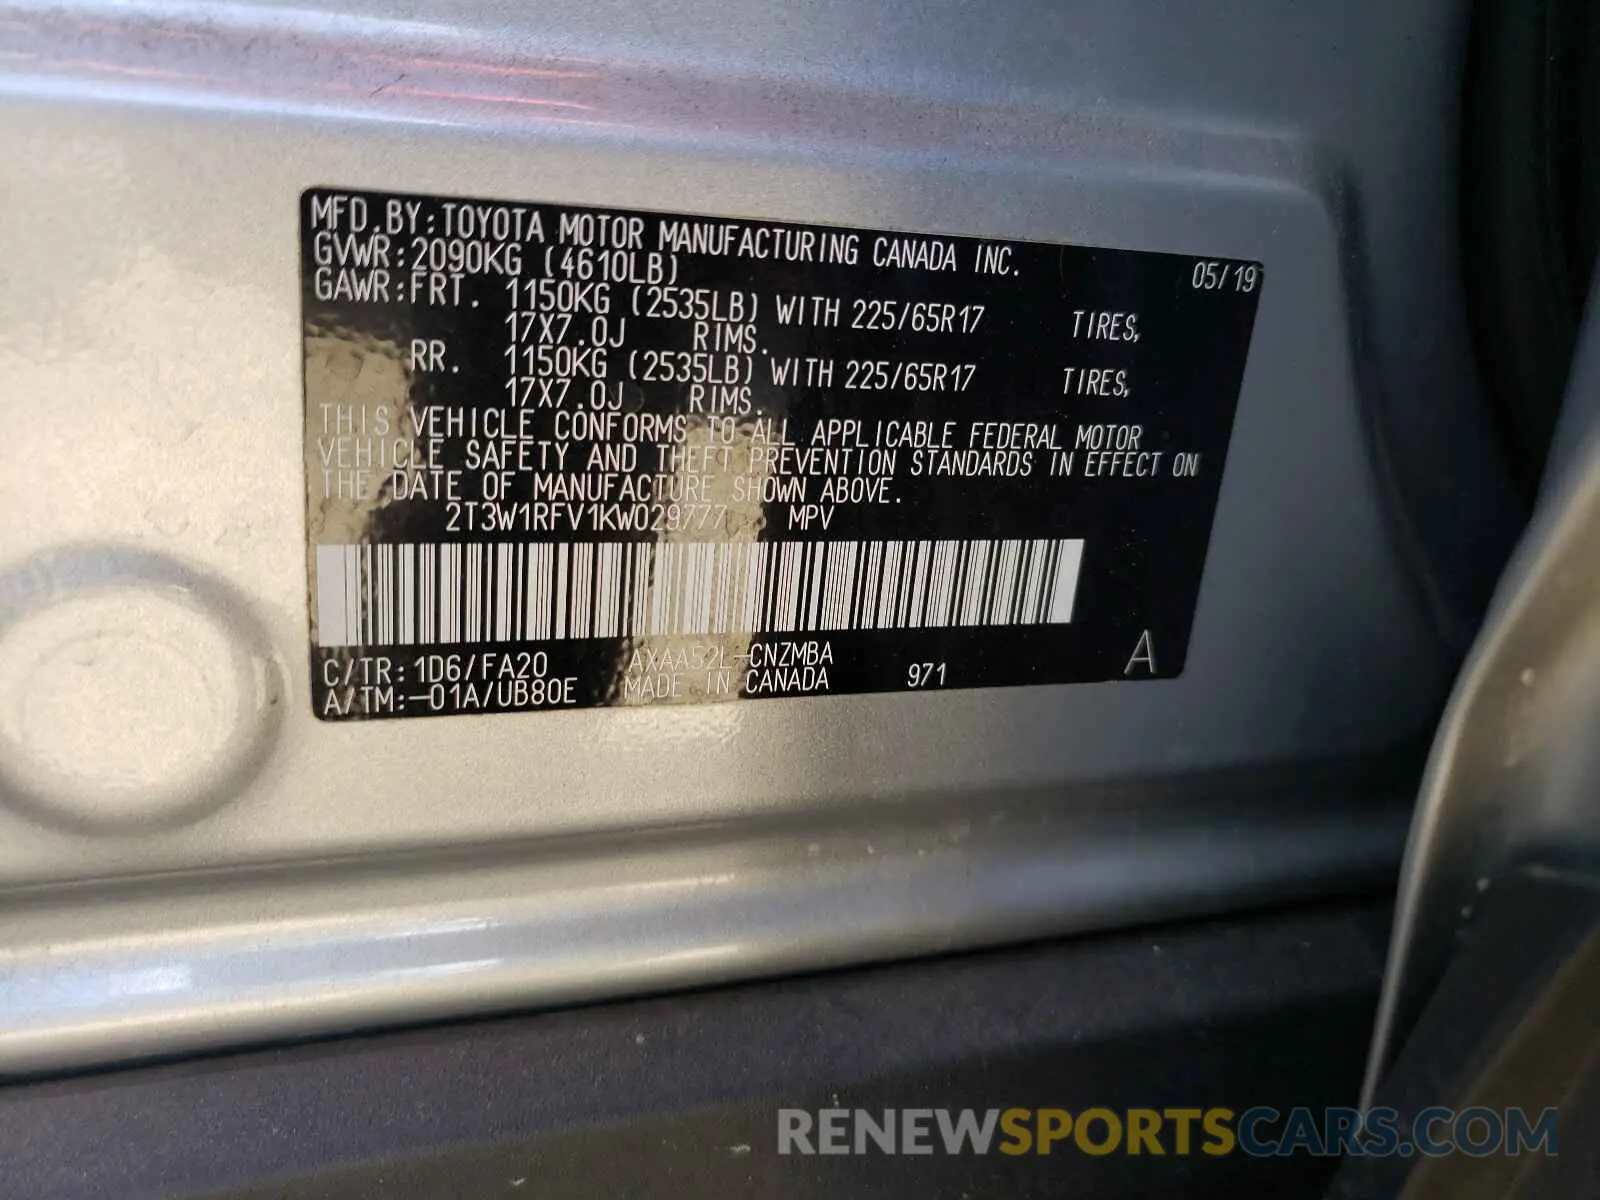 MFD.BY:TOYOTA MOTOR MANUFACTURING CANADA INC. 05/19
GVWR:2090KG (4610LB)
GAWR:FRT. 1150KG (2535LB) WITH 225/65R17 TIRES,
17X7.0J RIMS.
RR. 1150KG (2535LB) WITH 225/65R17 TIRES,
17X7.0J RIMS.
THIS VEHICLE CONFORMS TO ALL APPLICABLE FEDERAL MOTOR
VEHICLE SAFETY AND THEFT PREVENTION STANDARDS IN EFFECT ON
THE DATE OF MANUFACTURE SHOWN ABOVE.
2T3W1RFV1KW029777 MPV
C/TR:1D6/FA20 AXAA52L-CNZMBA
A/TM:-01A/UB80E MADE IN CANADA 971 A
RENEWSPORTSCARS.COM